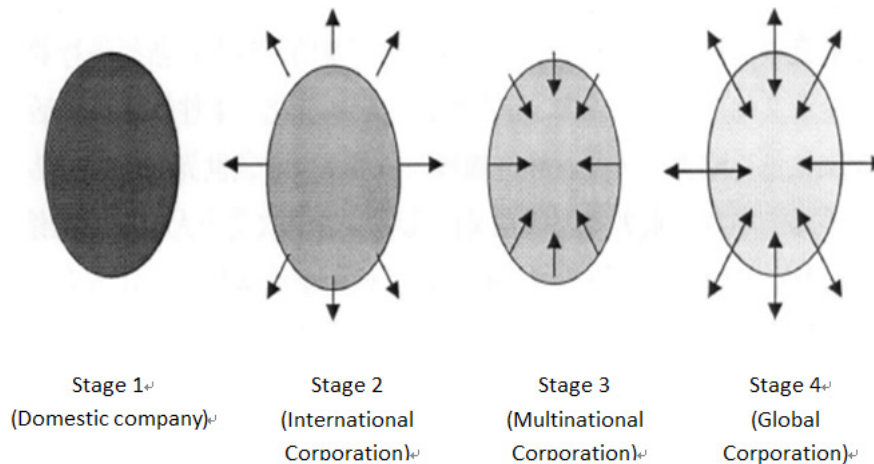 Stage 1
(Domestic company)
Stage 2
(International
Corporation)
Stage 3
(Multinational
Corporation)
Stage 4
(Global
Corporation)